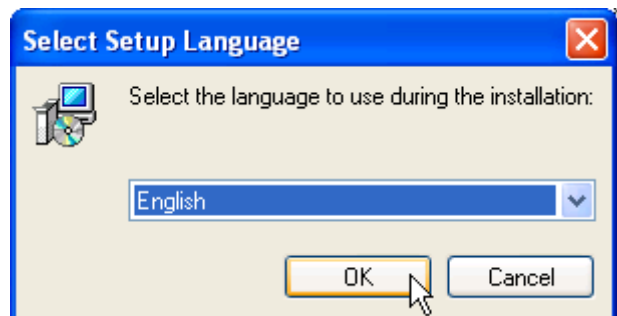 Select Setup Language
Select the language to use during the installation:
English
OK
Cancel